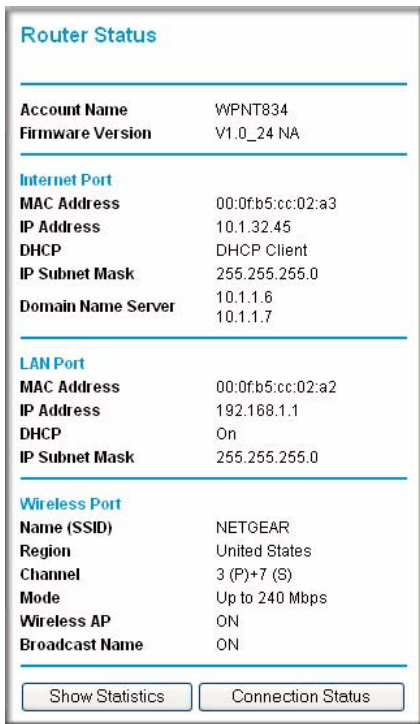 Router Status
Account Name WPNT834
Firmware Version V1.0_24 NA
Internet Port
MAC Address 00:0f:b5:cc:02:a3
IP Address 10.1.32.45
DHCP DHCP Client
IP Subnet Mask 255.255.255.0
Domain Name Server 10.1.1.6
10.1.1.7
LAN Port
MAC Address 00:0f:b5:cc:02:a2
IP Address 192.168.1.1
DHCP On
IP Subnet Mask 255.255.255.0
Wireless Port
Name (SSID) NETGEAR
Region United States
Channel 3 (P)+7 (S)
Mode Up to 240 Mbps
Wireless AP ON
Broadcast Name ON
Show Statistics Connection Status